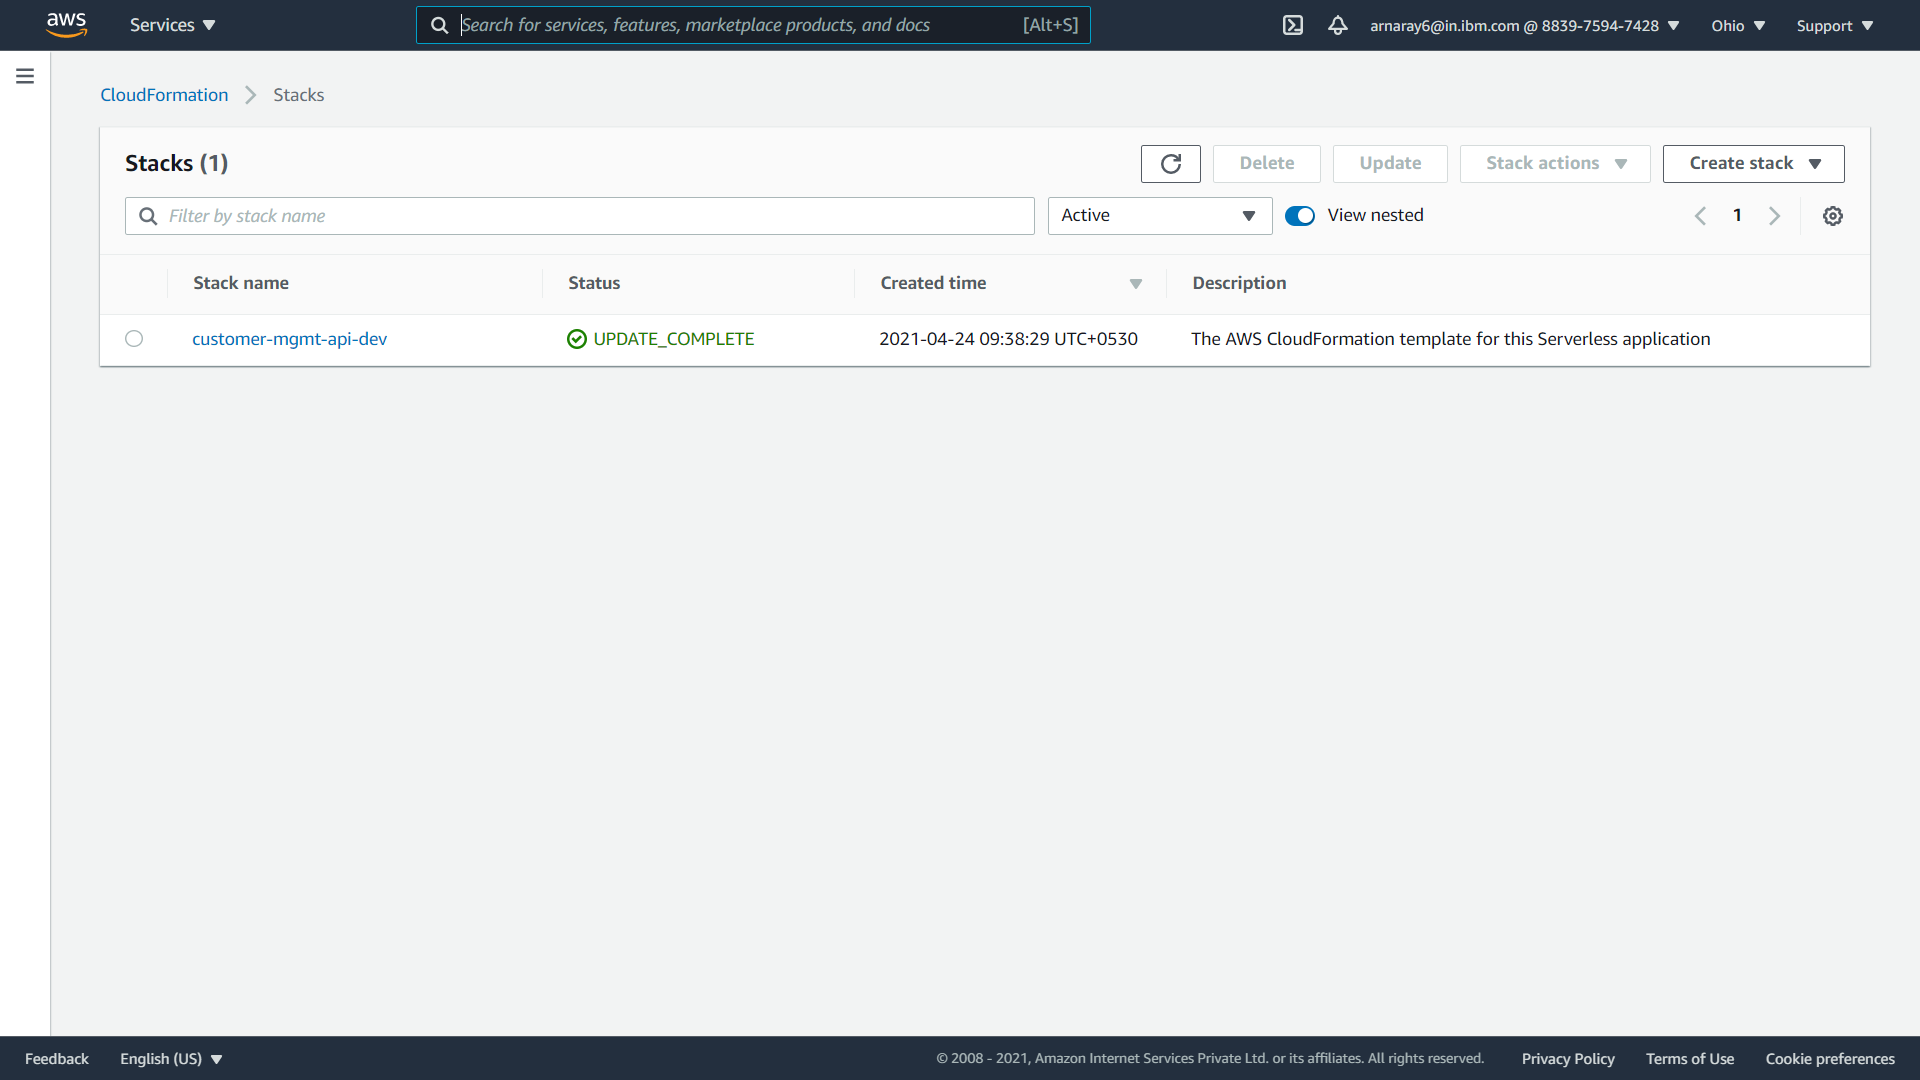 aws Services Search for services, features, marketplace products, and docs [Alt+S] arnaray6@in.ibm.com @ 8839-7594-7428 Ohio Support
CloudFormation Stacks
Stacks (1) Delete Update Stack actions Create stack
Filter by stack name Active View nested 1
Stack name Status Created time Description
customer-mgmt-api-dev UPDATE_COMPLETE 2021-04-24 09:38:29 UTC+0530 The AWS CloudFormation template for this Serverless application
Feedback English (US) © 2008 - 2021, Amazon Internet Services Private Ltd. or its affiliates. All rights reserved. Privacy Policy Terms of Use Cookie preferences